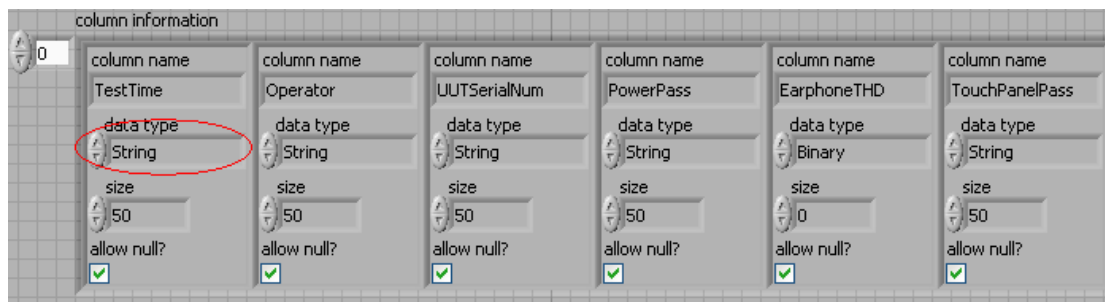 column information
0
column name column name column name column name column name column name
TestTime Operator UUTSerialNum PowerPass EarphoneTHD TouchPanelPass
data type data type data type data type data type data type
String String String String Binary String
size size size size size size
50 50 50 50 0 50
allow null? allow null? allow null? allow null? allow null? allow null?